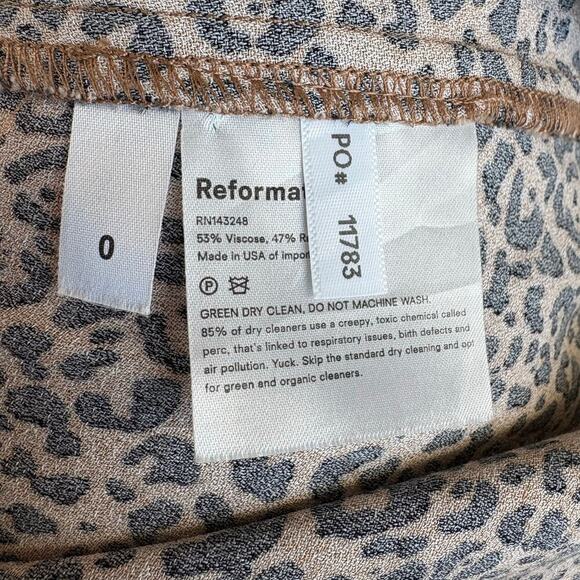 0
Reforma
RN143248
53% Viscose, 47% R
Made in USA of impor
P
GREEN DRY CLEAN. DO NOT MACHINE WASH.
85% of dry cleaners use a creepy, toxic chemical called
perc, that's linked to respiratory issues, birth defects and
air pollution. Yuck. Skip the standard dry cleaning and opt
for green and organic cleaners.
PO# 11783